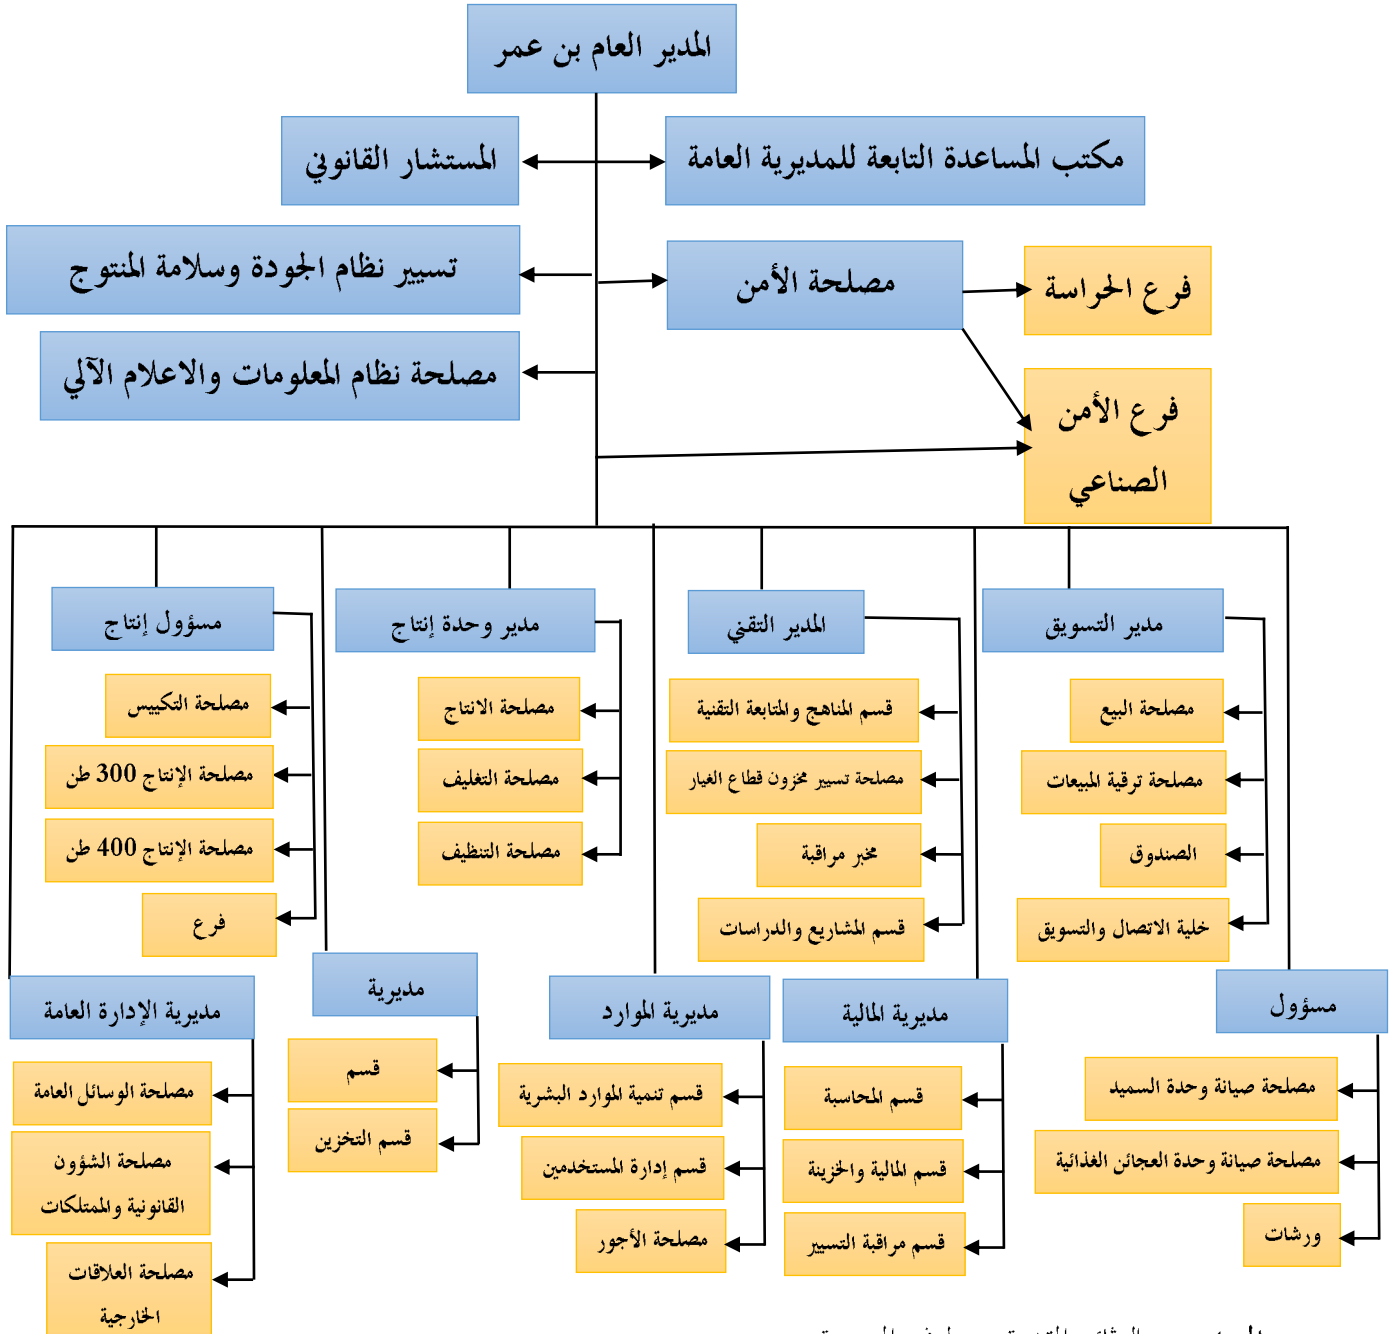 المدير العام بن عمر
مكتب المساعدة التابعة للمديرية العامة
المستشار القانوني
تسيير نظام الجودة وسلامة المنتوج
مصلحة الأمن
فرع الحراسة
مصلحة نظام المعلومات والاعلام الآلي
فرع الأمن
الصناعي
مدير التسويق
المدير التقني
مدير وحدة إنتاج
مسؤول إنتاج
مصلحة البيع
مصلحة ترقية المبيعات
الصندوق
خلية الاتصال والتسويق
قسم المناهج والمتابعة التقنية
مصلحة تسيير مخزون قطاع الغيار
مخبر مراقبة
قسم المشاريع والدراسات
مصلحة الانتاج
مصلحة التغليف
مصلحة التنظيف
مصلحة التكييس
مصلحة الإنتاج 300 طن
مصلحة الإنتاج 400 طن
فرع
مسؤول
مديرية المالية
مديرية الموارد
مديرية
مديرية الإدارة العامة
مصلحة صيانة وحدة السميد
مصلحة صيانة وحدة العجائن الغذائية
ورشات
قسم المحاسبة
قسم المالية والخزينة
قسم مراقبة التسيير
قسم تنمية الموارد البشرية
قسم إدارة المستخدمين
مصلحة الأجور
قسم
قسم التخزين
مصلحة الوسائل العامة
مصلحة الشؤون
القانونية والممتلكات
مصلحة العلاقات
الخارجية